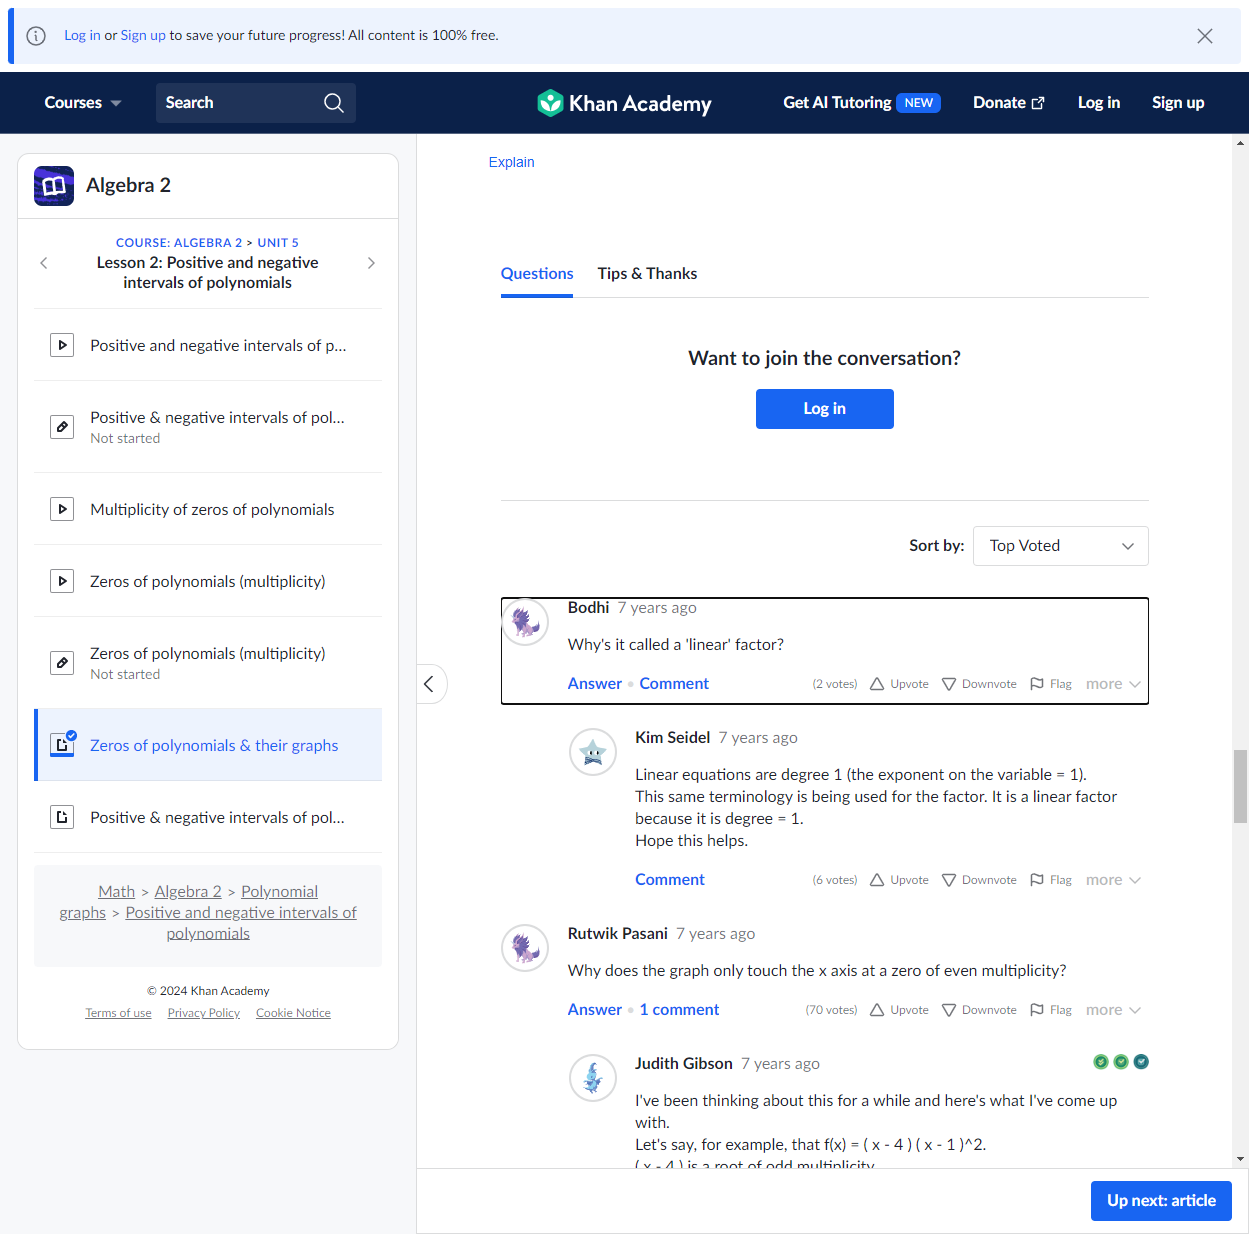 Log in or Sign up to save your future progress! All content is 100% free.
Courses
Search
Khan Academy
Get AI Tutoring NEW
Donate
Log in
Sign up
Algebra 2
COURSE: ALGEBRA 2 > UNIT 5
Lesson 2: Positive and negative
intervals of polynomials
Positive and negative intervals of p...
Positive & negative intervals of pol...
Not started
Multiplicity of zeros of polynomials
Zeros of polynomials (multiplicity)
Zeros of polynomials (multiplicity)
Not started
Zeros of polynomials & their graphs
Positive & negative intervals of pol...
Math > Algebra 2 > Polynomial
graphs > Positive and negative intervals of
polynomials
© 2024 Khan Academy
Terms of use Privacy Policy Cookie Notice
Explain
Questions Tips & Thanks
Want to join the conversation?
Log in
Sort by: Top Voted
Bodhi 7 years ago
Why's it called a 'linear' factor?
Answer • Comment (2 votes) Upvote Downvote Flag more
Kim Seidel 7 years ago
Linear equations are degree 1 (the exponent on the variable = 1).
This same terminology is being used for the factor. It is a linear factor
because it is degree = 1.
Hope this helps.
Comment (6 votes) Upvote Downvote Flag more
Rutwik Pasani 7 years ago
Why does the graph only touch the x axis at a zero of even multiplicity?
Answer • 1 comment (70 votes) Upvote Downvote Flag more
Judith Gibson 7 years ago
I've been thinking about this for a while and here's what I've come up
with.
Let's say, for example, that f(x) = ( x - 4 ) ( x - 1 )^2.
( x - 4 ) is a root of odd multiplicity
Up next: article